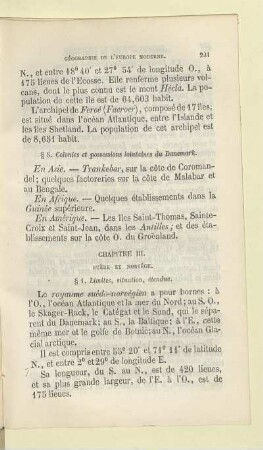 GÉOGRAPHIE DE L'EUROPE MODERNE. 231
N., et entre 18° 40' et 27° 54' de longitude O., à
475 lieues de l'Ecosse. Elle renferme plusieurs vol-
cans, dont le plus connu est le mont Hécla. La
population de cette île est de 64,603 habit.
L'archipel de Feroë (Faeroer), composé de 17 îles,
est situé dans l'océan Atlantique, entre l'Islande et
les îles Shetland. La population de cet archipel est
de 8,651 habit.
§ 5. Colonies et possessions lointaines du Danemark.
En Asie. — Trankebar, sur la côte de Coroman-
del; quelques factoreries sur la côte de Malabar et
au Bengale.
En Afrique. — Quelques établissements dans la
Guinée supérieure.
En Amérique. — Les îles Saint-Thomas, Sainte-
Croix et Saint-Jean, dans les Antilles; et des éta-
blissements sur la côte O. du Groënland.
CHAPITRE III.
SUÈDE ET NORVÉGE.
§ 1. Limites, situation, étendue.
Le royaume suédo-norwégien a pour bornes : à
l'O., l'océan Atlantique et la mer du Nord; au S. O.,
le Skager-Rack, le Catégat et le Sund, qui le sépa-
rent du Danemark; au S., la Baltique; à l'E., cette
même mer et le golfe de Botnie; au N., l'océan Gla-
cial arctique.
Il est compris entre 55° 20' et 71° 11' de latitude
N., et entre 2° et 29° de longitude E.
Sa longueur, du S. au N., est de 420 lieues,
et sa plus grande largeur, de l'E. à l'O., est de
175 lieues.